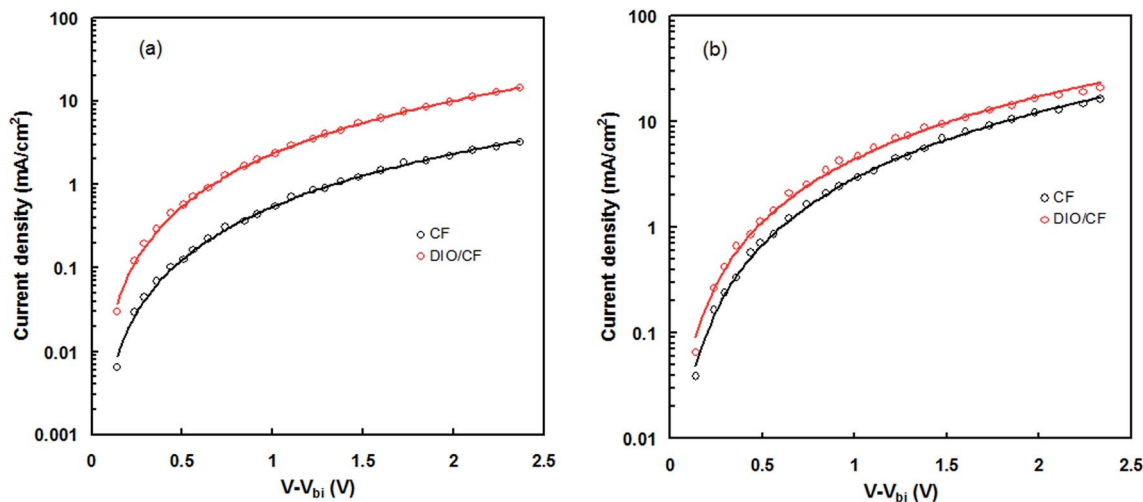 (a)
Current density (mA/cm²)
100
10
1
0.1
0.01
0.001
CF
DIO/CF
0
0.5
1
1.5
2
2.5
V-Vbi (V)
(b)
Current density (mA/cm²)
100
10
1
0.1
0.01
CF
DIO/CF
0
0.5
1
1.5
2
2.5
V-Vbi (V)